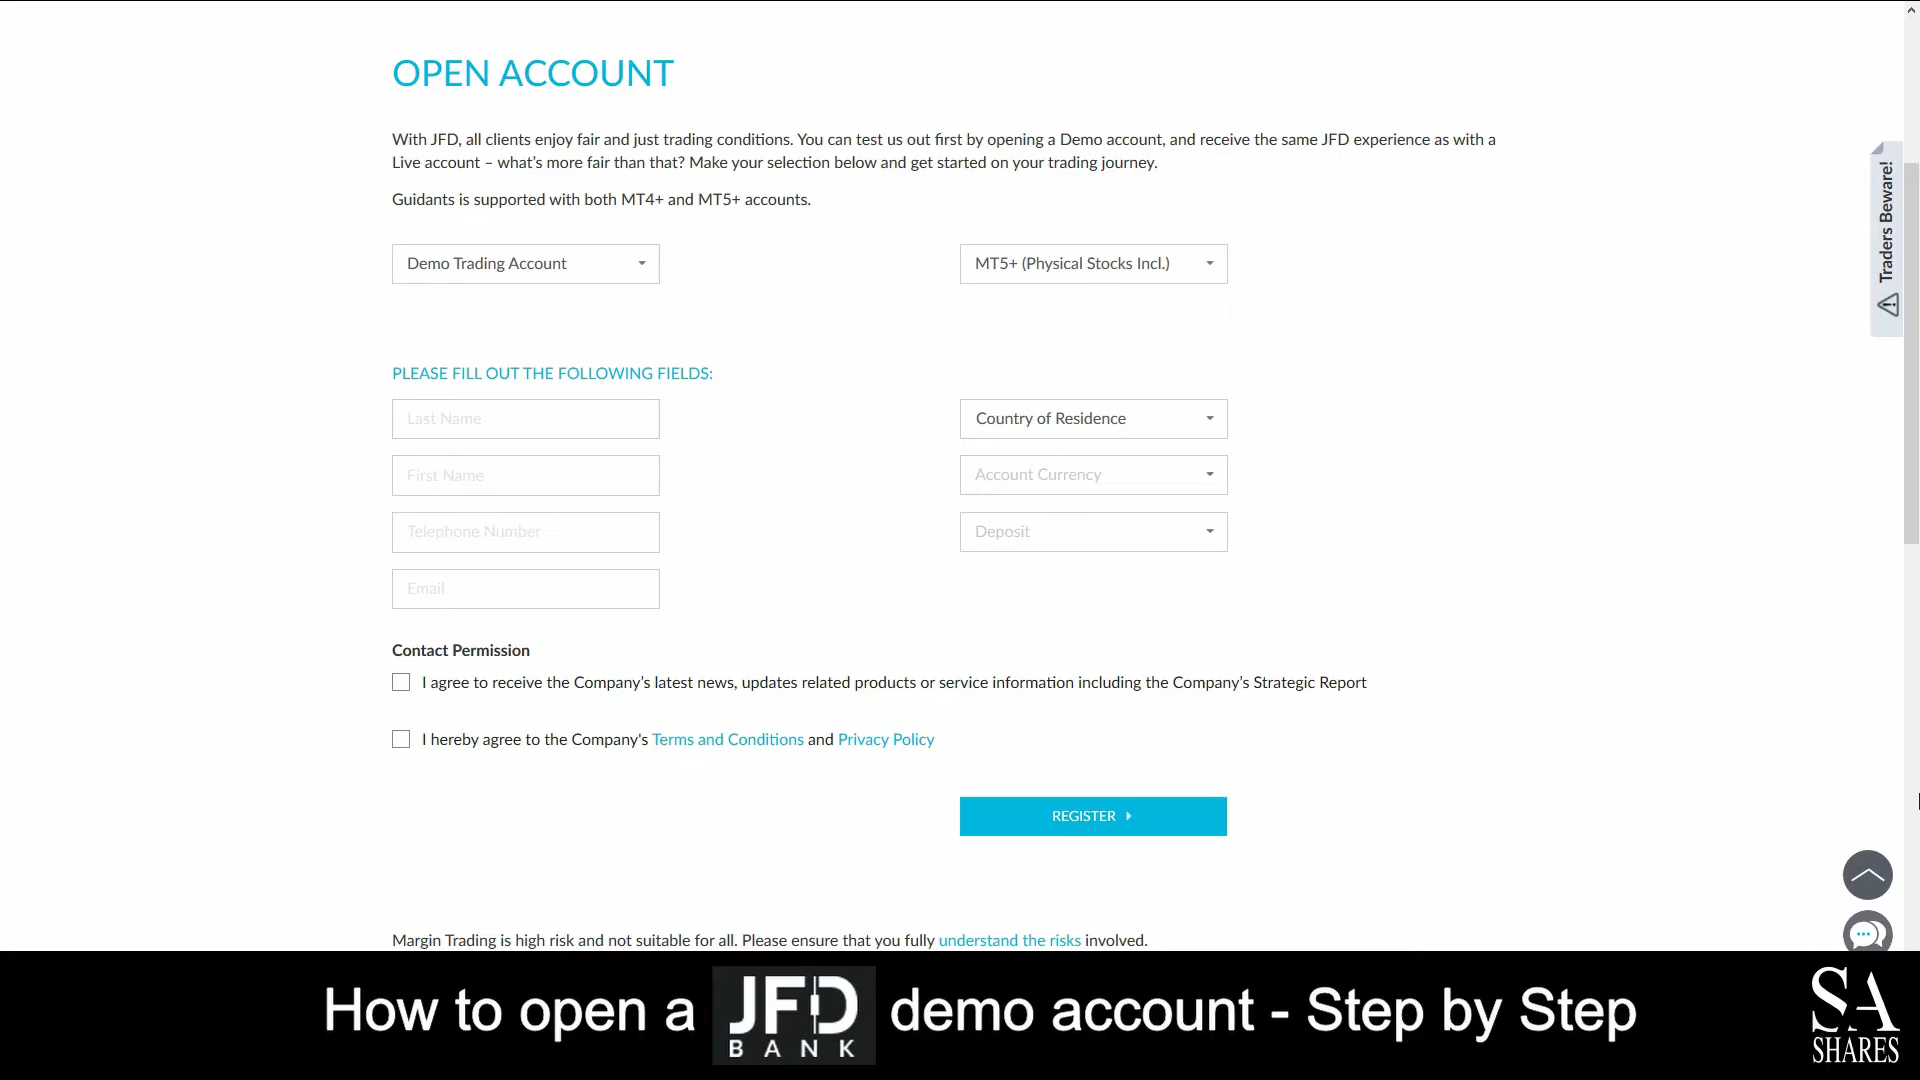 OPEN ACCOUNT
With JFD, all clients enjoy fair and just trading conditions. You can test us out first by opening a Demo account, and receive the same JFD experience as with a
Live account – what's more fair than that? Make your selection below and get started on your trading journey.
Guidants is supported with both MT4+ and MT5+ accounts.
Demo Trading Account
MT5+ (Physical Stocks Incl.)
Traders Beware!
PLEASE FILL OUT THE FOLLOWING FIELDS:
Last Name
Country of Residence
First Name
Account Currency
Telephone Number
Deposit
Email
Contact Permission
I agree to receive the Company's latest news, updates related products or service information including the Company's Strategic Report
I hereby agree to the Company's Terms and Conditions and Privacy Policy
REGISTER
Margin Trading is high risk and not suitable for all. Please ensure that you fully understand the risks involved.
How to open a JFD BANK demo account - Step by Step
SA
SHARES